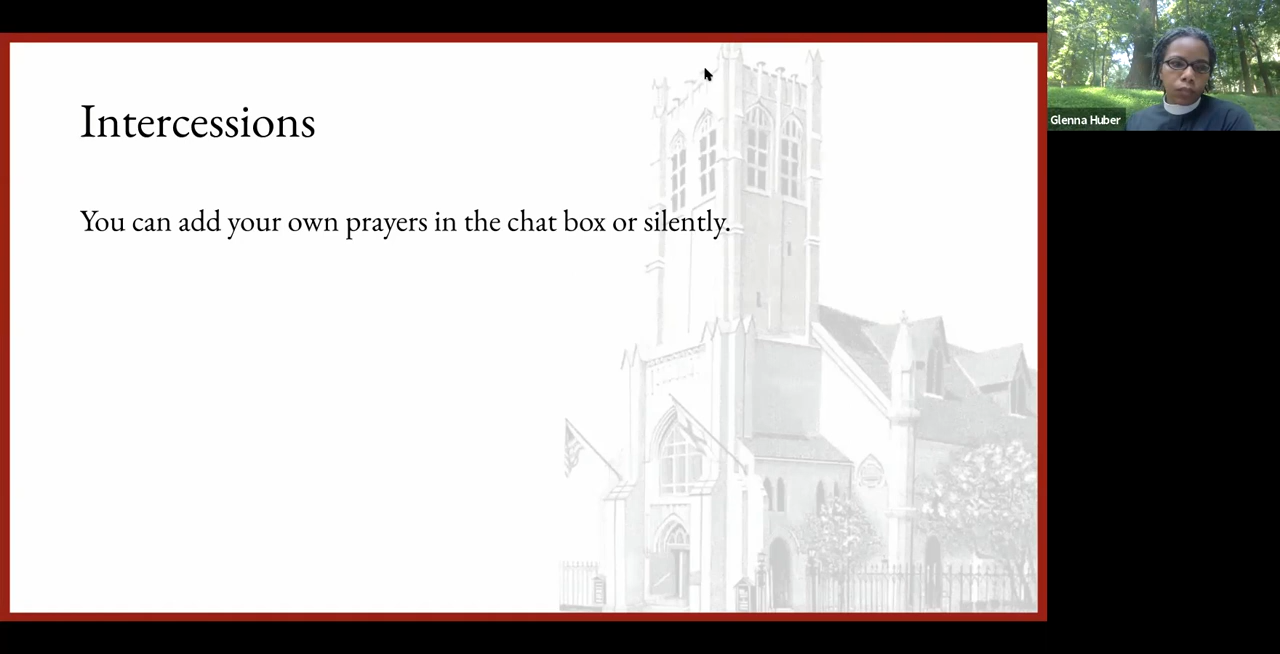 Intercessions
You can add your own prayers in the chat box or silently.
Glenna Huber